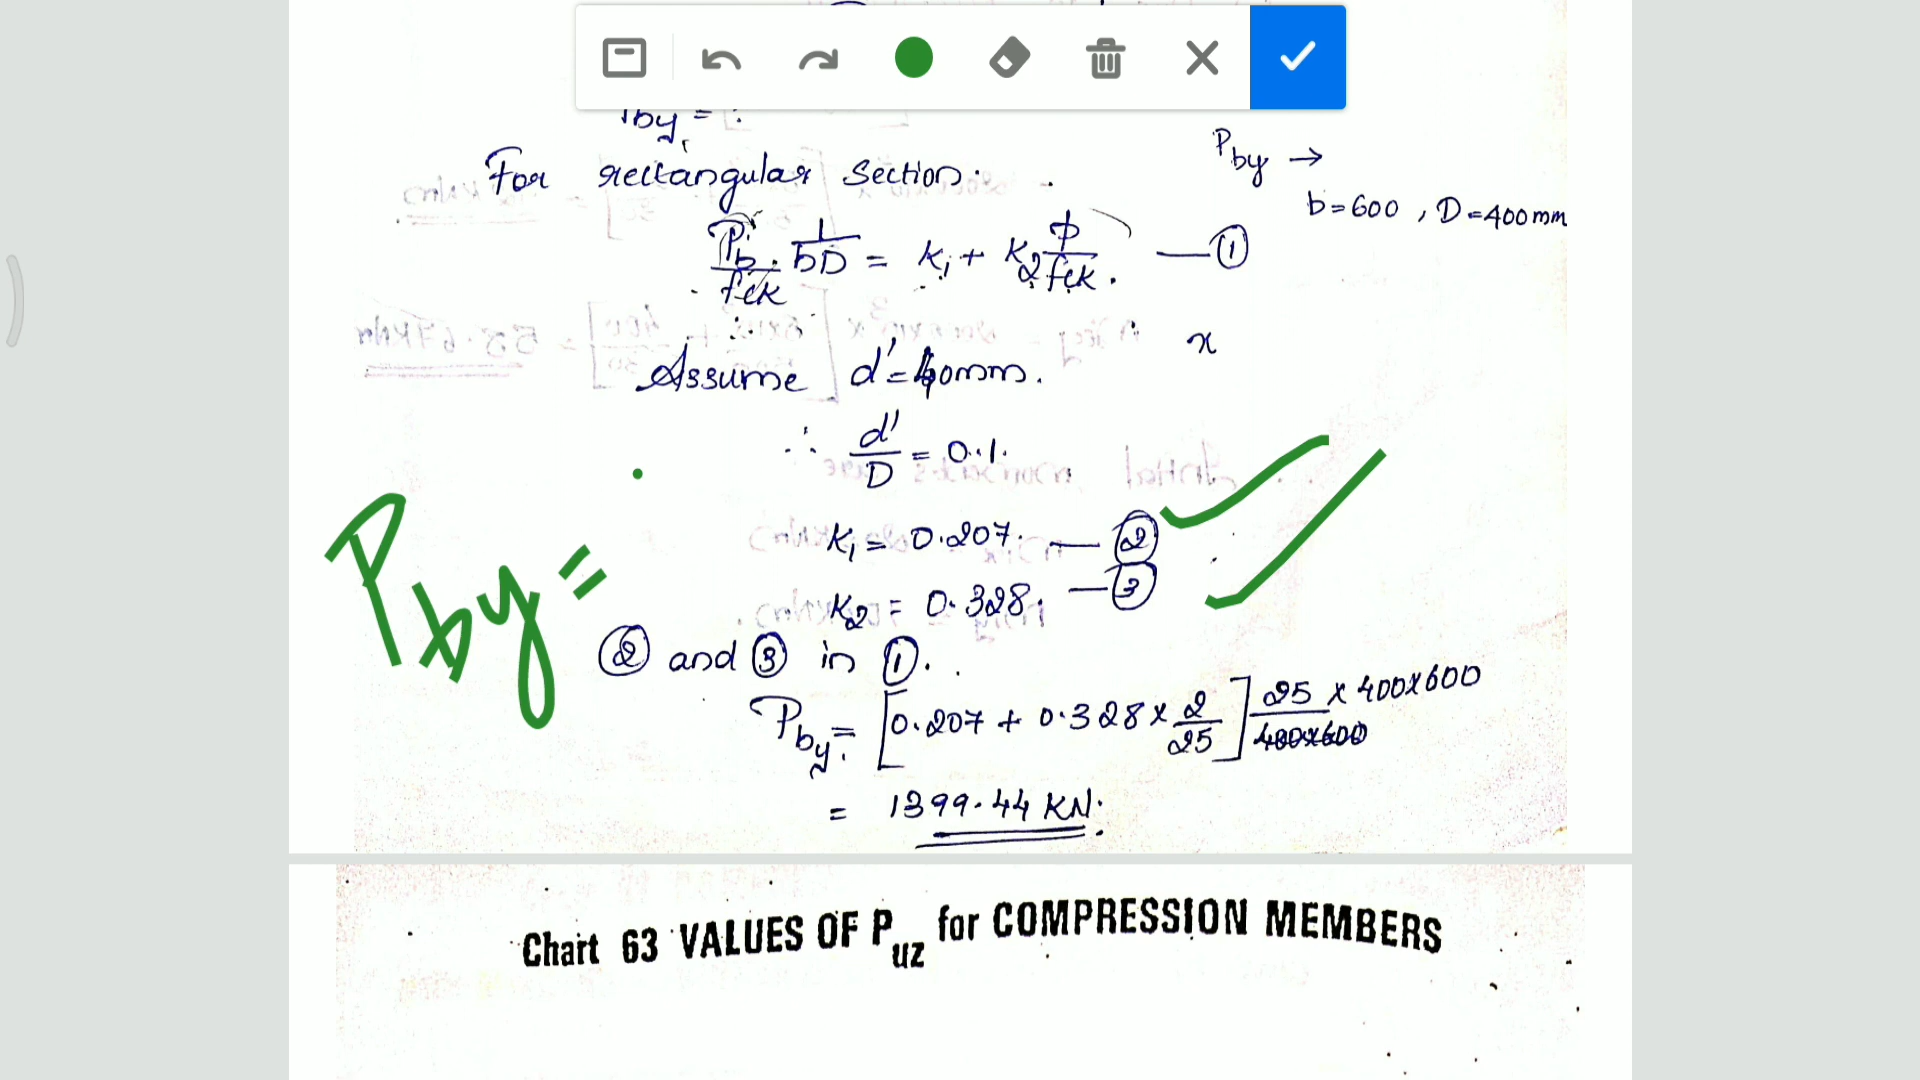 Pby = ?
For rectangular Section.
Pby →
b=600 , D=400mm
Pb/fck . 1/bD = K1 + K2 p/fck . — ①
x
Assume d'=40mm.
∴ d'/D = 0.1.
K1 = 0.207. — ②
K2 = 0.328. — ③
Pby =
② and ③ in ①.
Pby = [0.207 + 0.328 x 2/25] 25 x 400x600
400x600
= 1399.44 KN.
Chart 63 VALUES OF Puz for COMPRESSION MEMBERS